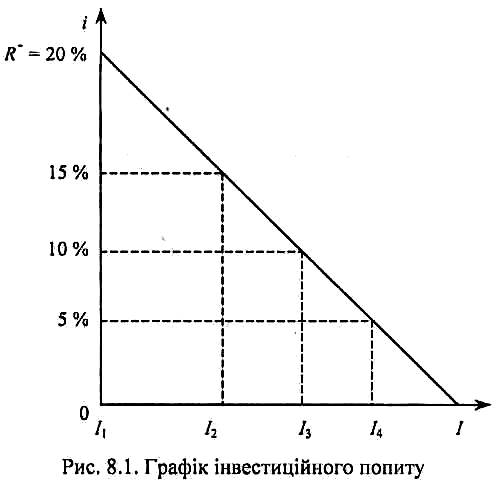 i
R* = 20 %
15 %
10 %
5 %
0
I₁ I₂ I₃ I₄ I
Рис. 8.1. Графік інвестиційного попиту